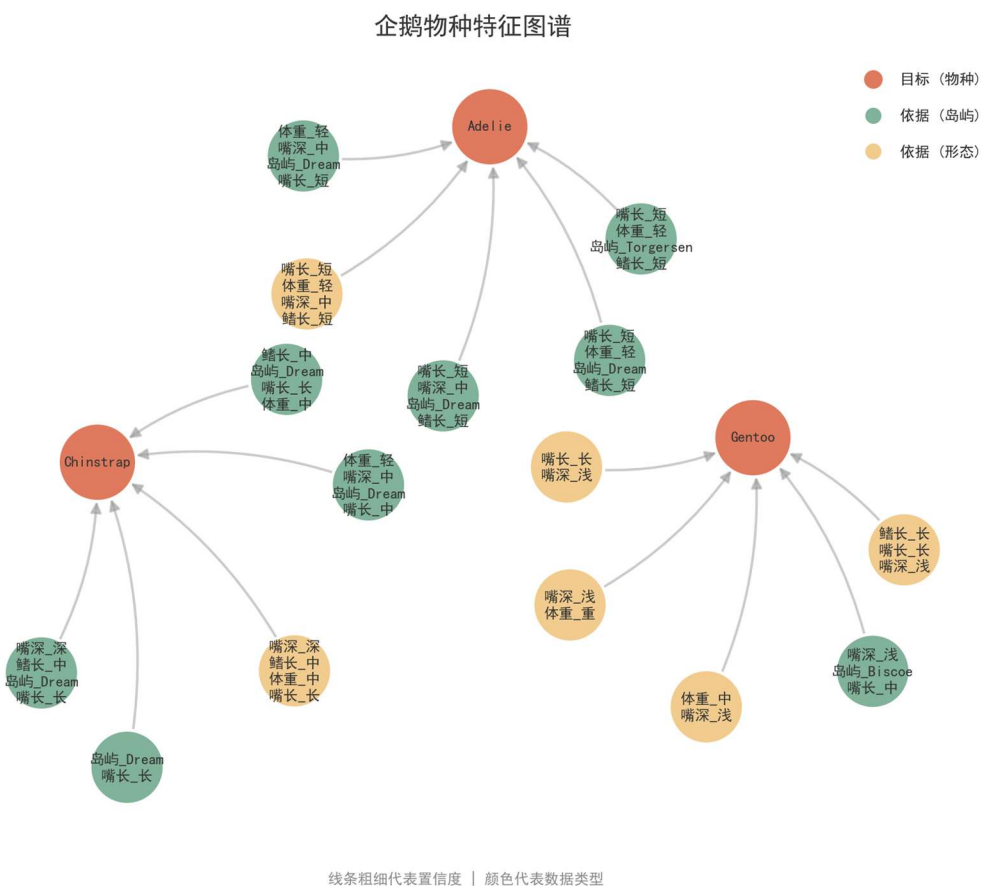 企鹅物种特征图谱
目标（物种）
依据（岛屿）
依据（形态）
Adelie
体重_轻
嘴深_中
岛屿_Dream
嘴长_短
嘴长_短
体重_轻
岛屿_Torgersen
鳍长_短
嘴长_短
体重_轻
嘴深_中
鳍长_短
嘴长_短
体重_轻
岛屿_Dream
鳍长_短
鳍长_中
岛屿_Dream
嘴长_长
体重_中
嘴长_短
嘴深_中
岛屿_Dream
鳍长_短
Chinstrap
Gentoo
体重_轻
嘴深_中
岛屿_Dream
嘴长_中
嘴长_长
嘴深_浅
鳍长_长
嘴长_长
嘴深_浅
嘴深_浅
体重_重
嘴深_深
鳍长_中
岛屿_Dream
嘴长_长
嘴深_深
鳍长_中
体重_中
嘴长_长
嘴深_浅
岛屿_Biscoe
嘴长_中
体重_中
嘴深_浅
岛屿_Dream
嘴长_长
线条粗细代表置信度 | 颜色代表数据类型